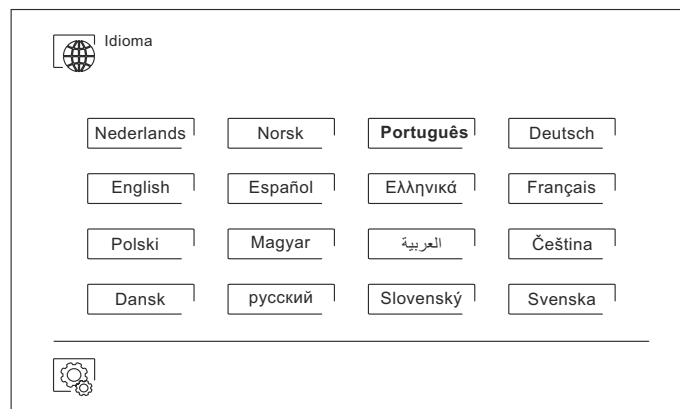 Idioma
Nederlands Norsk Português Deutsch
English Español Ελληνικά Français
Polski Magyar العربية Čeština
Dansk русский Slovenský Svenska